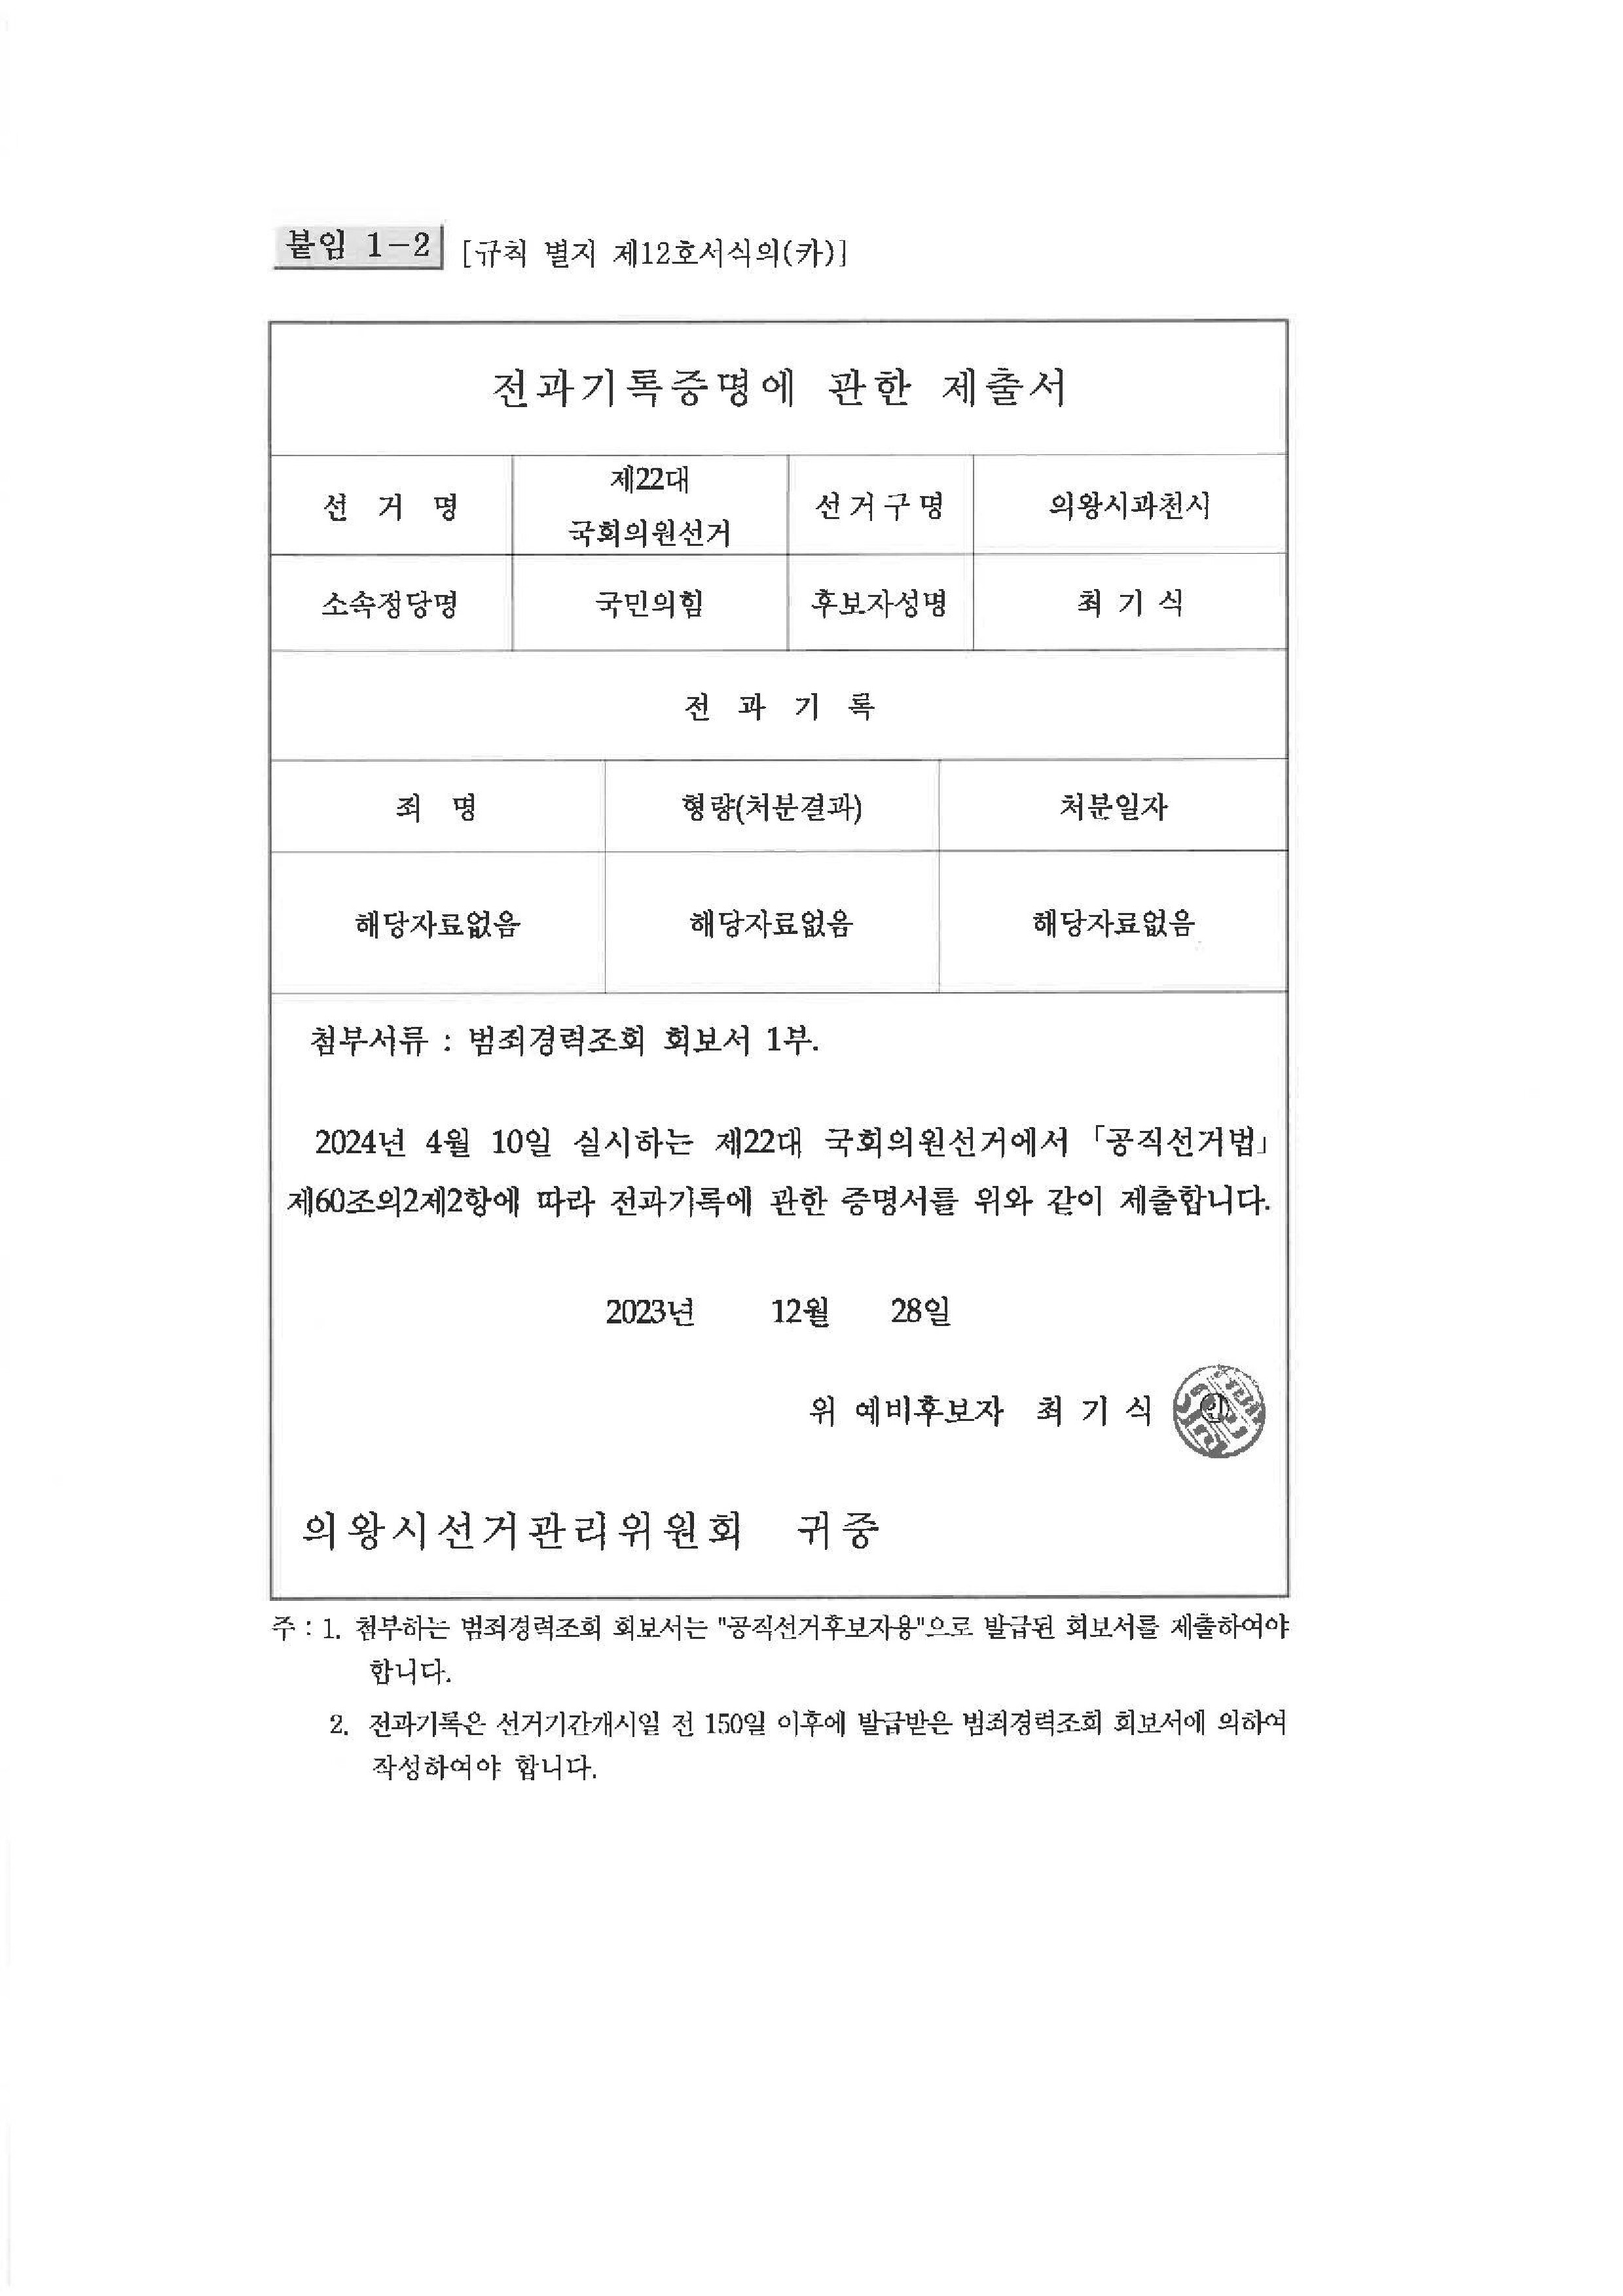 붙임 1-2 [규칙 별지 제12호서식의(카)]
전과기록증명에 관한 제출서
선 거 명
제22대
국회의원선거
선거구명
의왕시과천시
소속정당명
국민의힘
후보자성명
최 기 식
전 과 기 록
죄 명
형량(처분결과)
처분일자
해당자료없음
해당자료없음
해당자료없음
첨부서류 : 범죄경력조회 회보서 1부.
2024년 4월 10일 실시하는 제22대 국회의원선거에서 「공직선거법」
제60조의2제2항에 따라 전과기록에 관한 증명서를 위와 같이 제출합니다.
2023년 12월 28일
위 예비후보자 최 기 식 ㊞
의왕시선거관리위원회 귀중
주 : 1. 첨부하는 범죄경력조회 회보서는 "공직선거후보자용"으로 발급된 회보서를 제출하여야
합니다.
2. 전과기록은 선거기간개시일 전 150일 이후에 발급받은 범죄경력조회 회보서에 의하여
작성하여야 합니다.